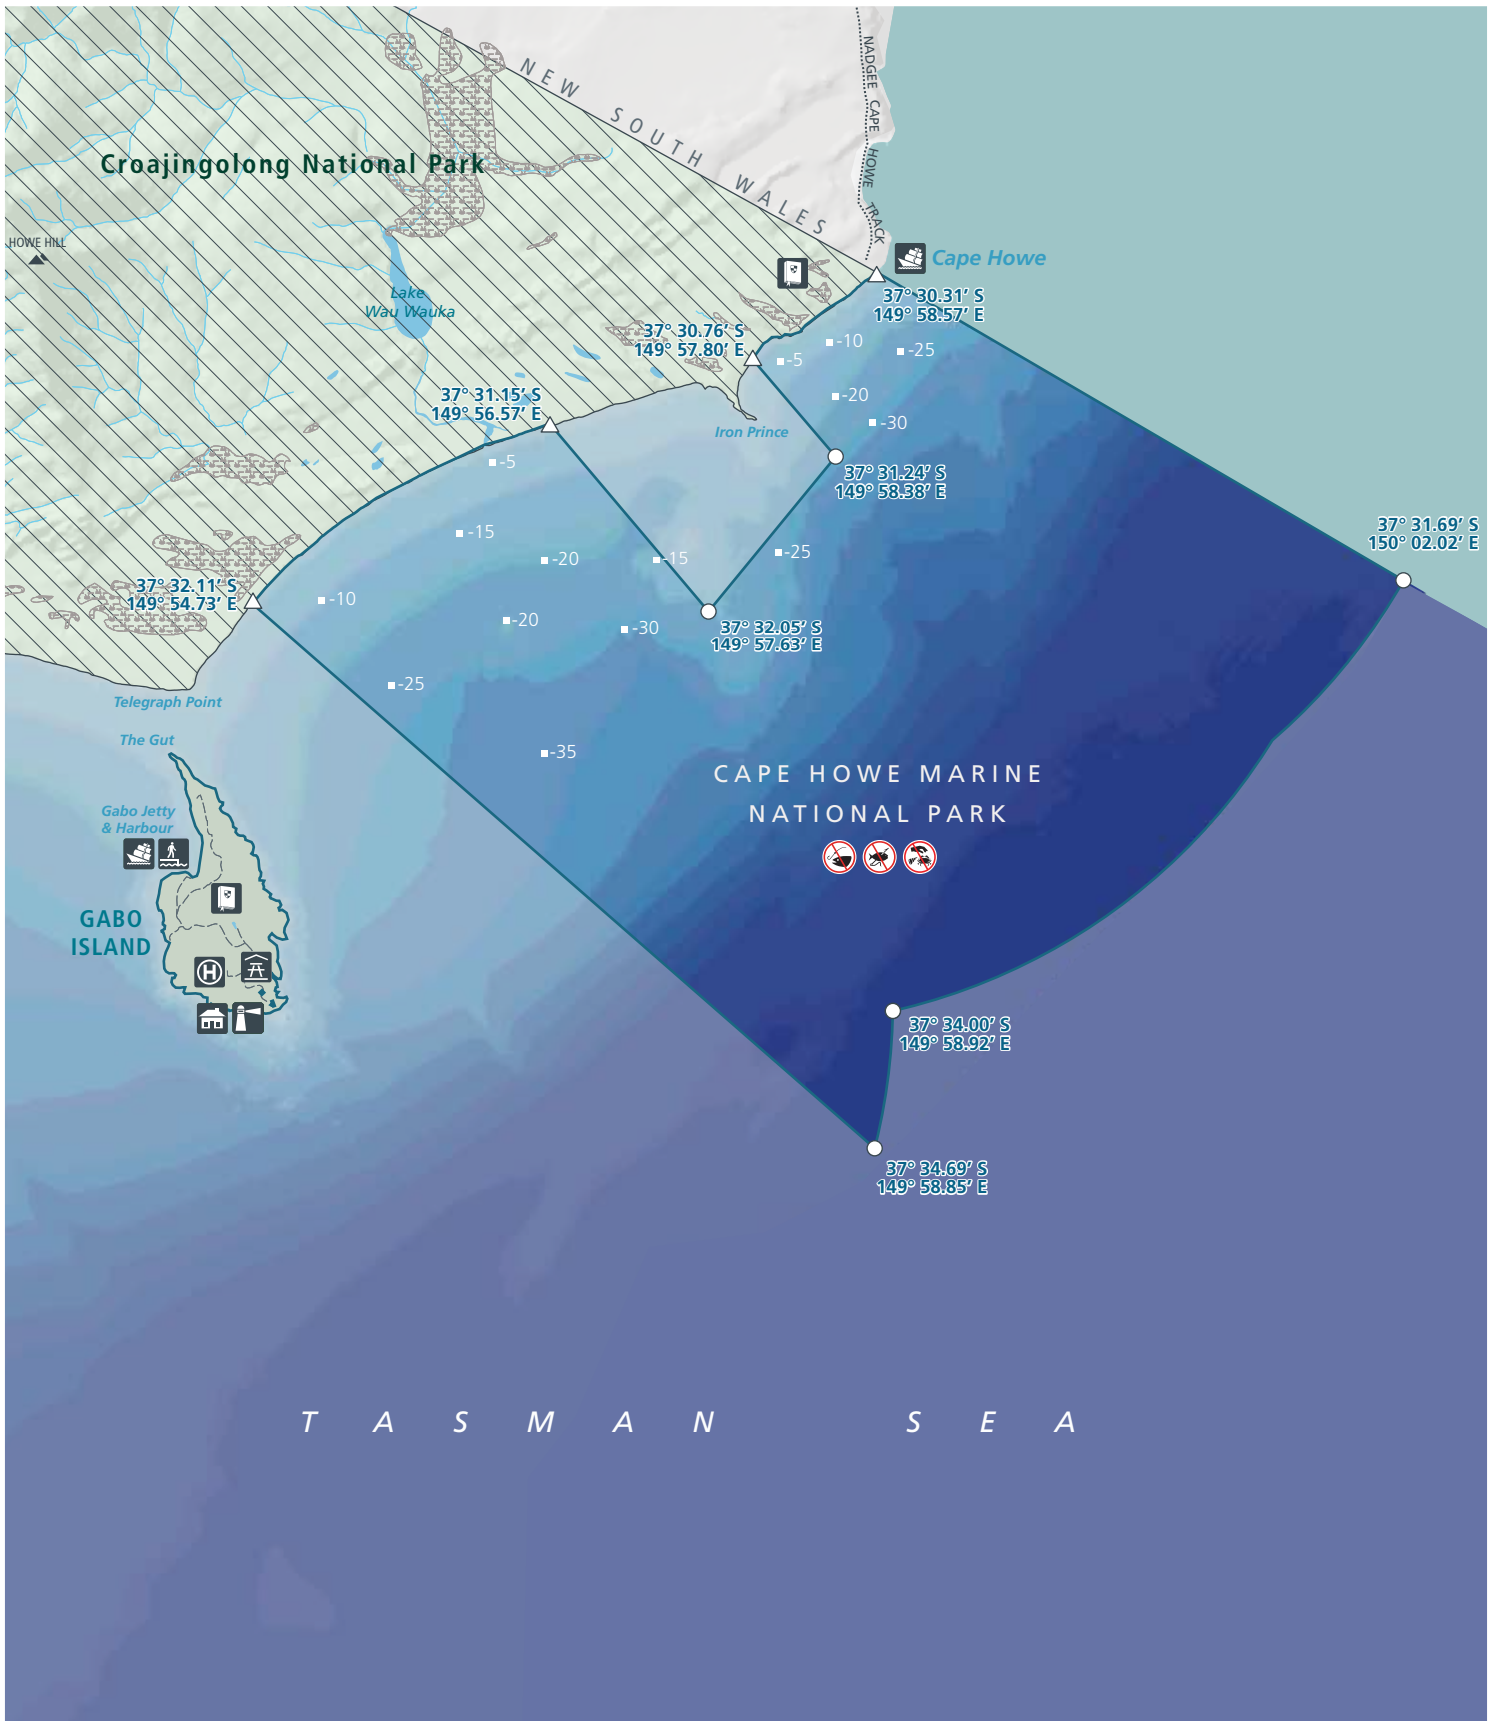 NEW SOUTH WALES
NADGEE CAPE HOWE TRACK
Croajingolong National Park
HOWE HILL
Cape Howe
Lake
Wau Wauka
37° 30.31' S
149° 58.57' E
37° 30.76' S
149° 57.80' E
-10
-25
-5
-20
37° 31.15' S
149° 56.57' E
-30
Iron Prince
-5
37° 31.24' S
149° 58.38' E
-15
37° 31.69' S
150° 02.02' E
-20
-15
-25
37° 32.11' S
149° 54.73' E
-10
-20
-30
37° 32.05' S
149° 57.63' E
-25
Telegraph Point
The Gut
-35
CAPE HOWE MARINE
NATIONAL PARK
Gabo Jetty
& Harbour
GABO
ISLAND
H
37° 34.00' S
149° 58.92' E
37° 34.69' S
149° 58.85' E
TASMAN SEA